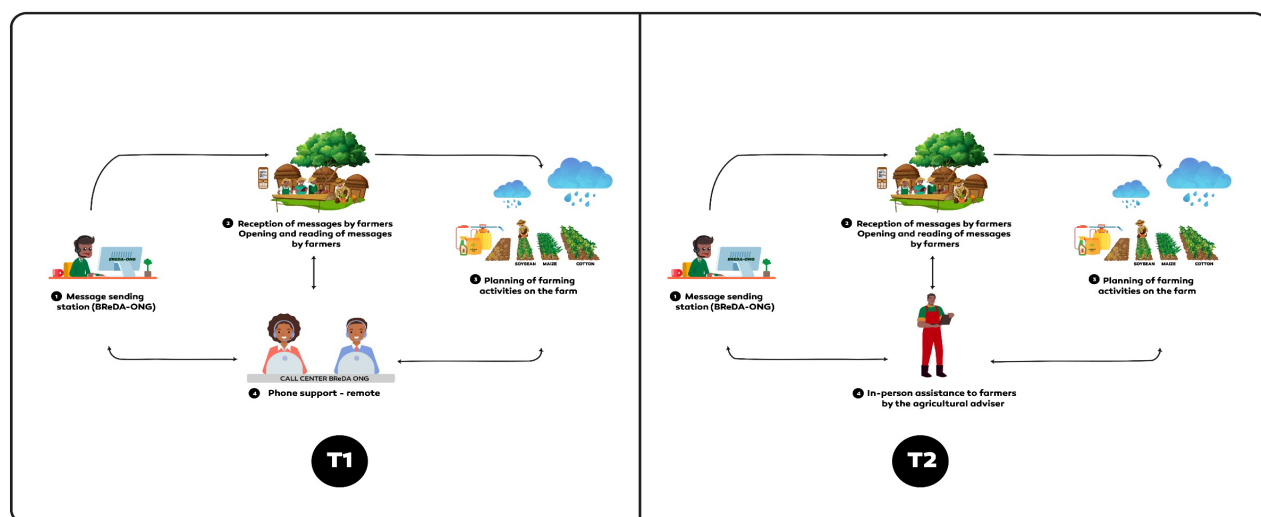 2 Reception of messages by farmers
Opening and reading of messages
by farmers
BReDA-ONG
1 Message sending
station (BReDA-ONG)
SOYBEAN MAIZE COTTON
3 Planning of farming
activities on the farm
CALL CENTER BReDA ONG
4 Phone support - remote
T1
2 Reception of messages by farmers
Opening and reading of messages
by farmers
BReDA-ONG
1 Message sending
station (BReDA-ONG)
SOYBEAN MAIZE COTTON
3 Planning of farming
activities on the farm
4 In-person assistance to farmers
by the agricultural adviser
T2